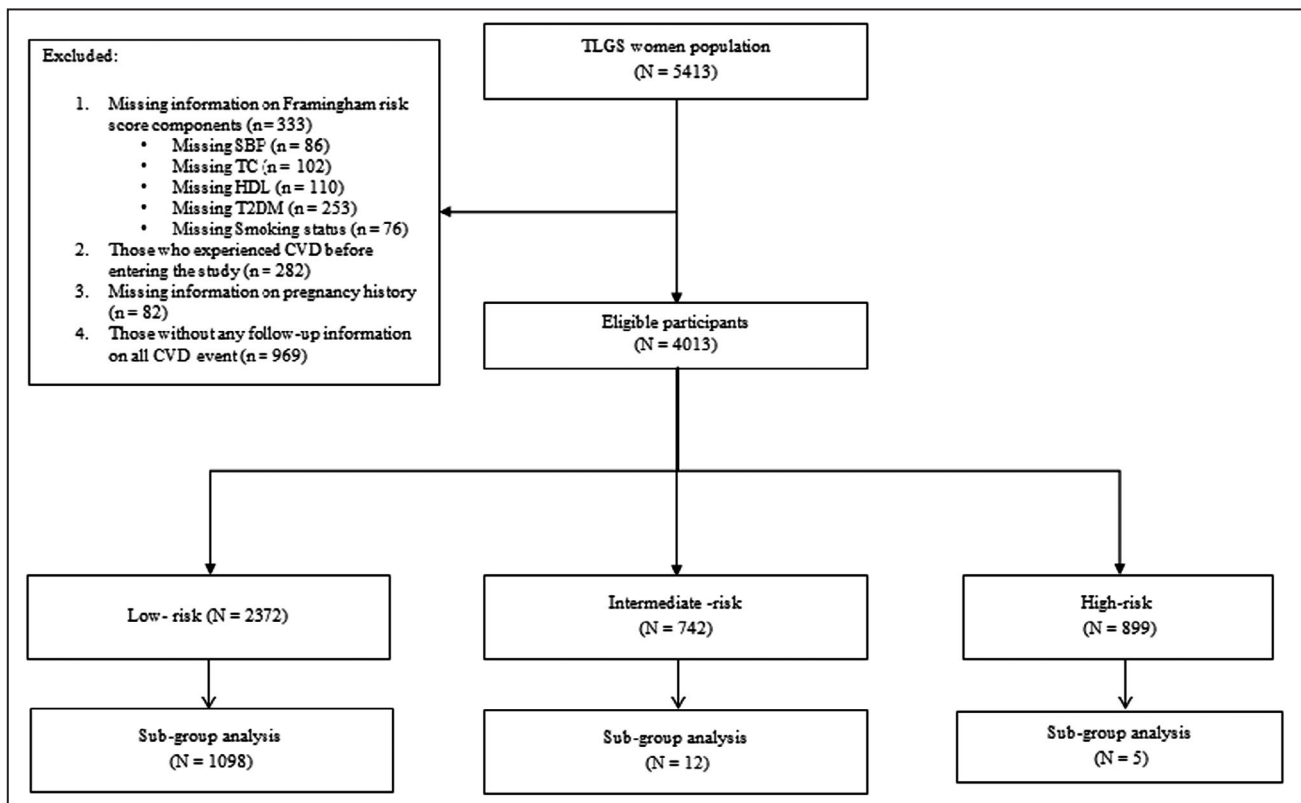 TLGS women population
(N = 5413)
Excluded:
1. Missing information on Framingham risk
score components (n= 333)
• Missing SBP (n = 86)
• Missing TC (n = 102)
• Missing HDL (n = 110)
• Missing T2DM (n = 253)
• Missing Smoking status (n = 76)
2. Those who experienced CVD before
entering the study (n = 282)
3. Missing information on pregnancy history
(n = 82)
4. Those without any follow-up information
on all CVD event (n = 969)
Eligible participants
(N = 4013)
Low- risk (N = 2372)
Intermediate -risk
(N = 742)
High-risk
(N = 899)
Sub-group analysis
(N = 1098)
Sub-group analysis
(N = 12)
Sub-group analysis
(N = 5)